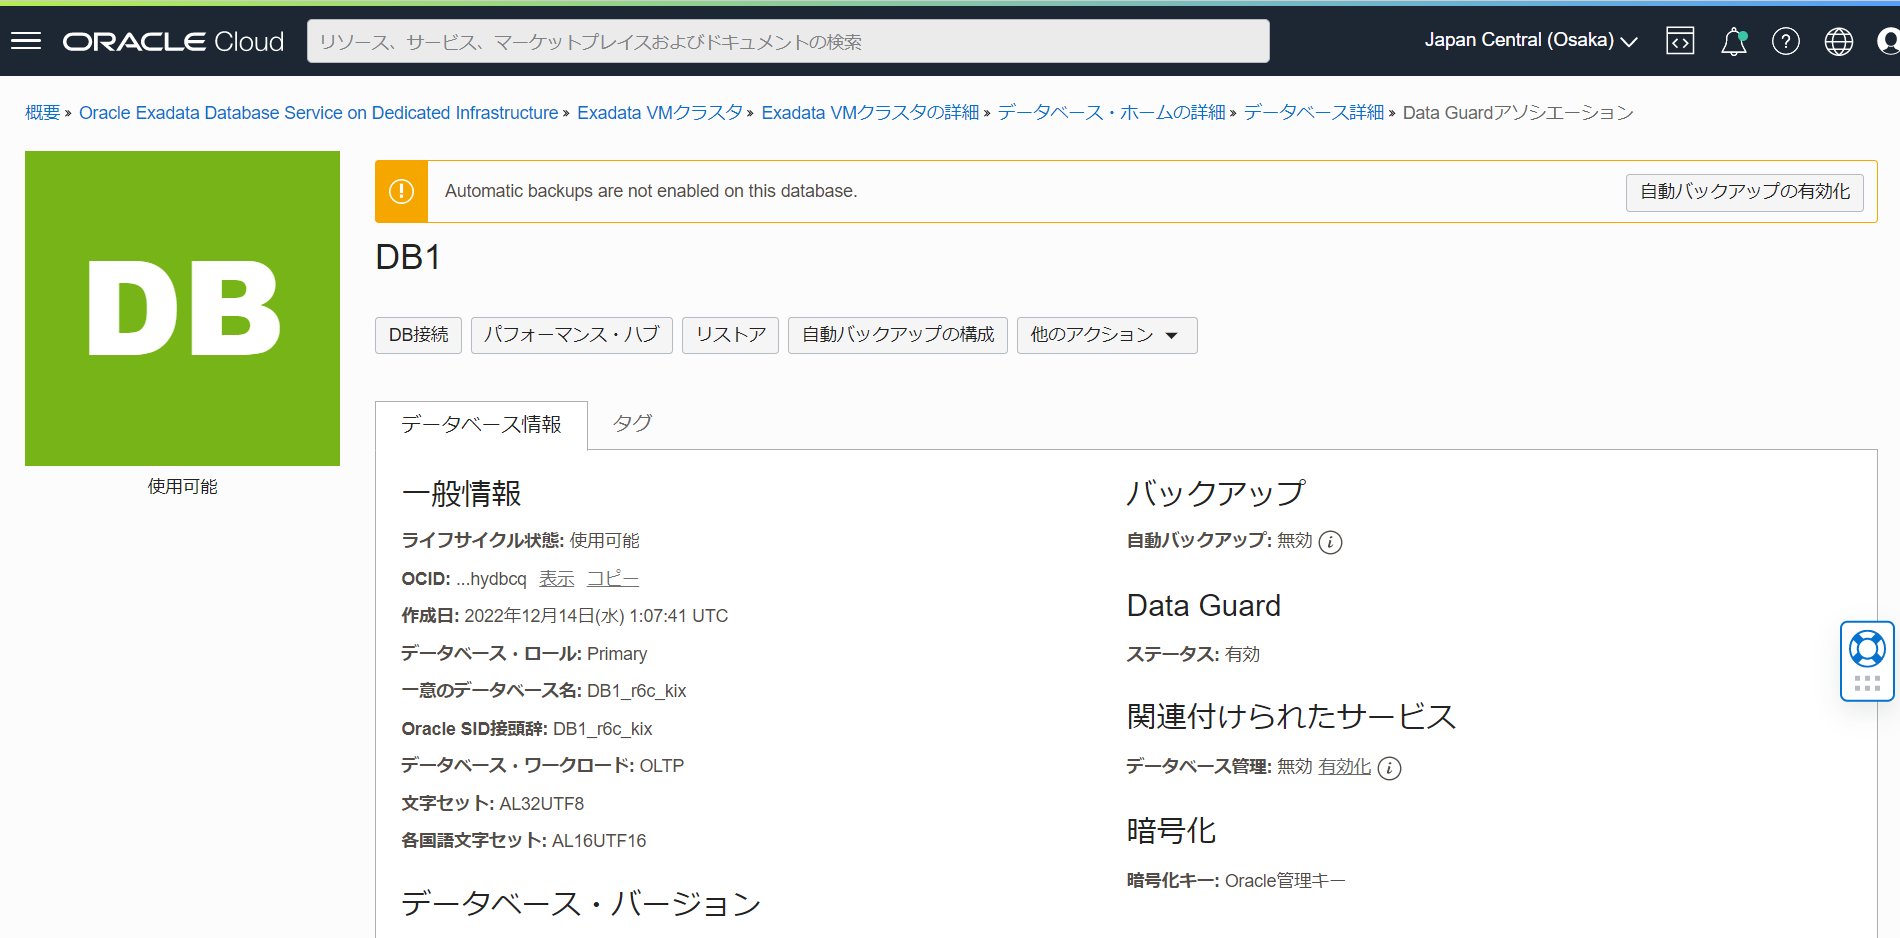 ORACLE Cloud
リソース、サービス、マーケットプレイスおよびドキュメントの検索
Japan Central (Osaka)
概要 » Oracle Exadata Database Service on Dedicated Infrastructure » Exadata VMクラスタ » Exadata VMクラスタの詳細 » データベース・ホームの詳細 » データベース詳細 » Data Guardアソシエーション
DB
使用可能
Automatic backups are not enabled on this database.
自動バックアップの有効化
DB1
DB接続 パフォーマンス・ハブ リストア 自動バックアップの構成 他のアクション
データベース情報 タグ
一般情報
ライフサイクル状態: 使用可能
OCID: ...hydbcq 表示 コピー
作成日: 2022年12月14日(水) 1:07:41 UTC
データベース・ロール: Primary
一意のデータベース名: DB1_r6c_kix
Oracle SID接頭辞: DB1_r6c_kix
データベース・ワークロード: OLTP
文字セット: AL32UTF8
各国語文字セット: AL16UTF16
データベース・バージョン
バックアップ
自動バックアップ: 無効
Data Guard
ステータス: 有効
関連付けられたサービス
データベース管理: 無効 有効化
暗号化
暗号化キー: Oracle管理キー